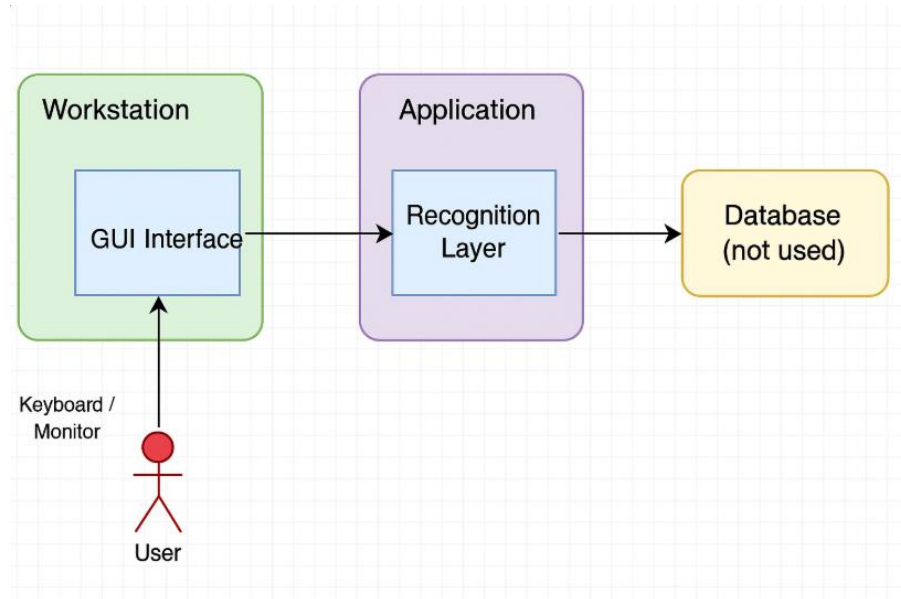 Workstation
GUI Interface
Application
Recognition
Layer
Database
(not used)
Keyboard /
Monitor
User